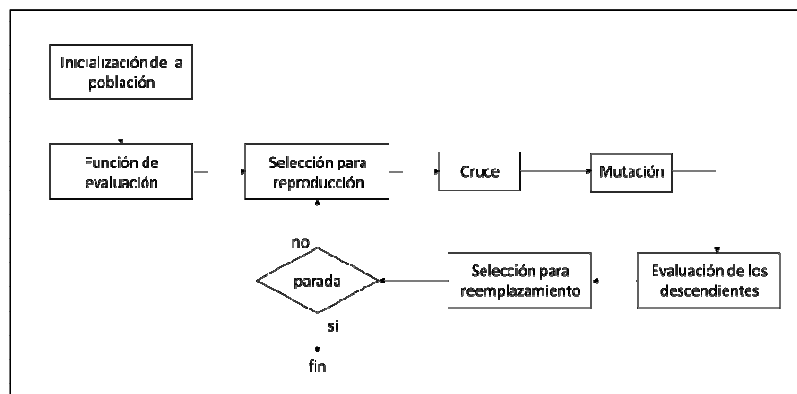 Inicialización de a
población
Función de
evaluación
Selección para
reproducción
Cruce
Mutación
no
parada
si
fin
Selección para
reemplazamiento
Evaluación de los
descendientes